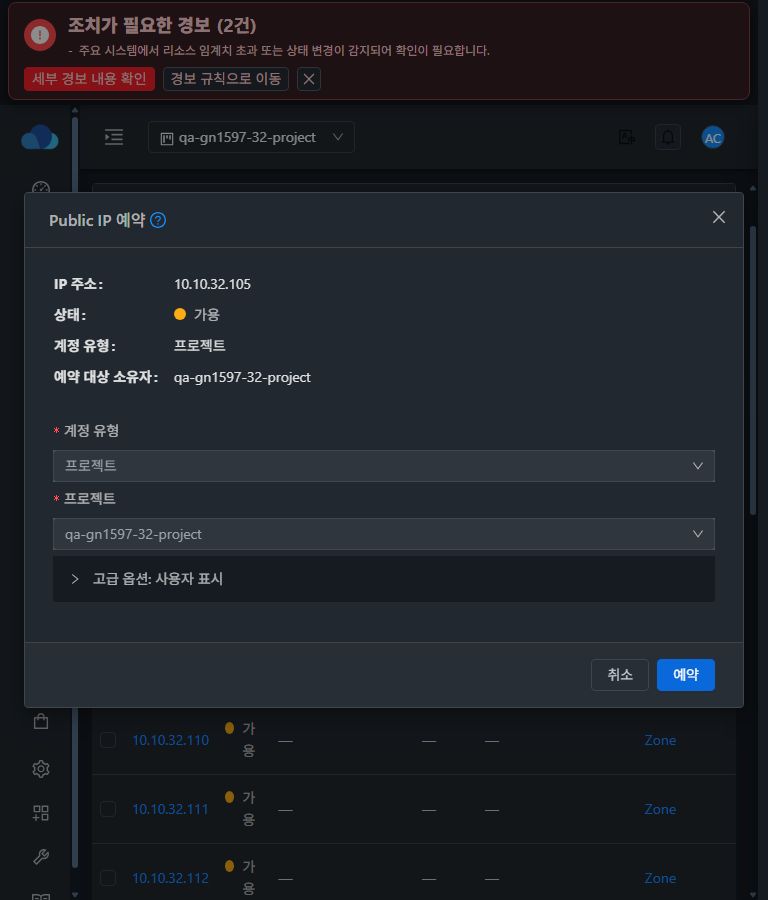 조치가 필요한 경보 (2건)
- 주요 시스템에서 리소스 임계치 초과 또는 상태 변경이 감지되어 확인이 필요합니다.
세부 경보 내용 확인 경보 규칙으로 이동
qa-gn1597-32-project
AC
Public IP 예약
IP 주소: 10.10.32.105
상태: 가용
계정 유형: 프로젝트
예약 대상 소유자: qa-gn1597-32-project
* 계정 유형
프로젝트
* 프로젝트
qa-gn1597-32-project
고급 옵션: 사용자 표시
취소 예약
10.10.32.110 가용 — — — Zone
10.10.32.111 가용 — — — Zone
10.10.32.112 가용 — — — Zone